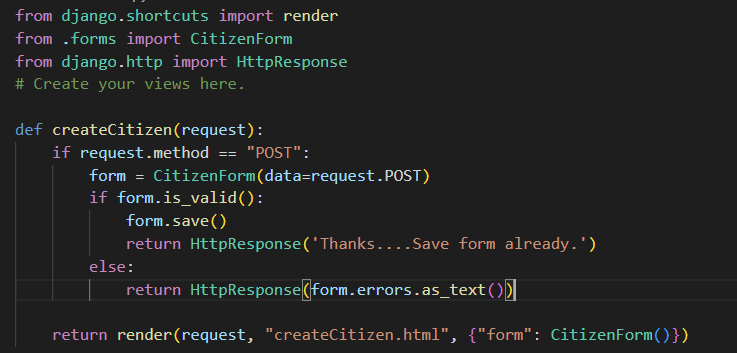 from django.shortcuts import render
from .forms import CitizenForm
from django.http import HttpResponse
# Create your views here.
def createCitizen(request):
if request.method == "POST":
form = CitizenForm(data=request.POST)
if form.is_valid():
form.save()
return HttpResponse('Thanks....Save form already.')
else:
return HttpResponse(form.errors.as_text())
return render(request, "createCitizen.html", {"form": CitizenForm()})